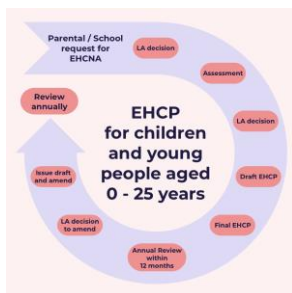 Parental / School
request for
EHCNA
LA decision
Assessment
LA decision
Draft EHCP
Final EHCP
Annual Review
within
12 months
LA decision
to amend
Issue draft
and amend
Review
annually
EHCP
for children
and young
people aged
0 - 25 years